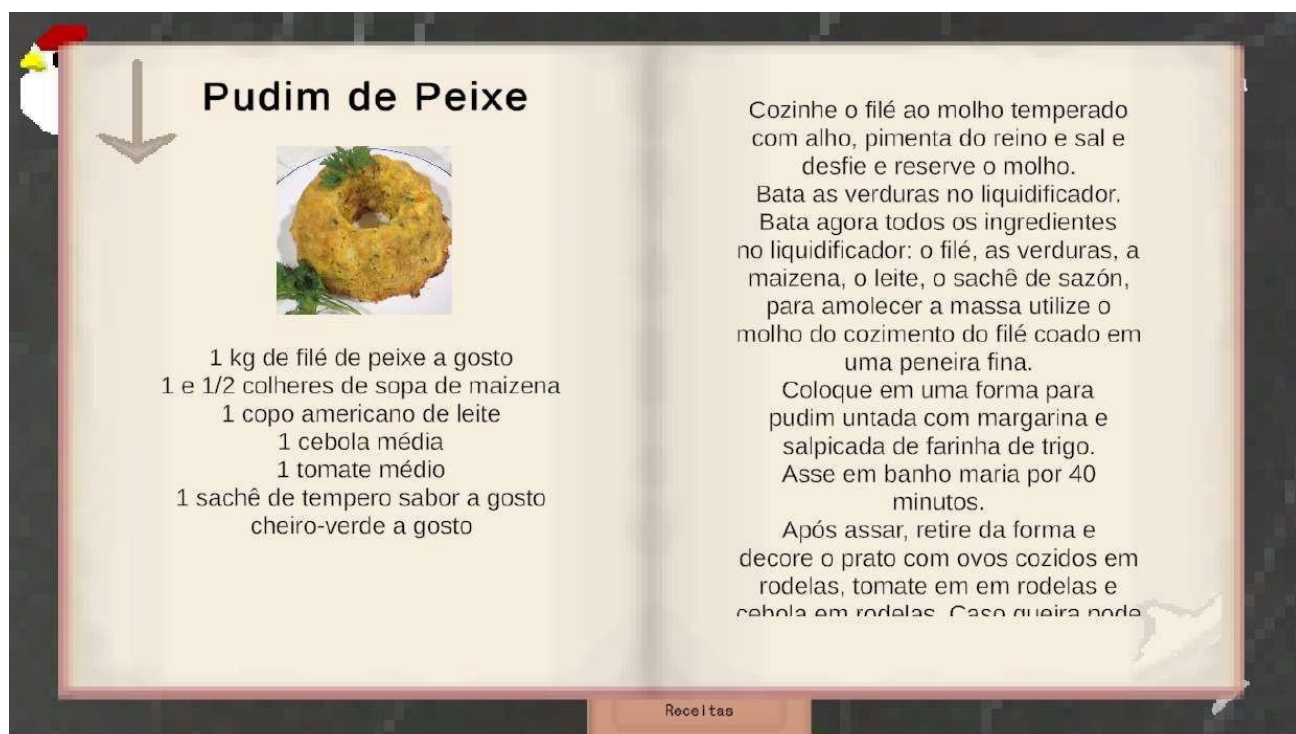 Pudim de Peixe
1 kg de filé de peixe a gosto
1 e 1/2 colheres de sopa de maizena
1 copo americano de leite
1 cebola média
1 tomate médio
1 sachê de tempero sabor a gosto
cheiro-verde a gosto
Cozinhe o filé ao molho temperado
com alho, pimenta do reino e sal e
desfie e reserve o molho.
Bata as verduras no liquidificador.
Bata agora todos os ingredientes
no liquidificador: o filé, as verduras, a
maizena, o leite, o sachê de sazón,
para amolecer a massa utilize o
molho do cozimento do filé coado em
uma peneira fina.
Coloque em uma forma para
pudim untada com margarina e
salpicada de farinha de trigo.
Asse em banho maria por 40
minutos.
Após assar, retire da forma e
decore o prato com ovos cozidos em
rodelas, tomate em em rodelas e
cebola em rodelas. Caso queira pode
Receitas